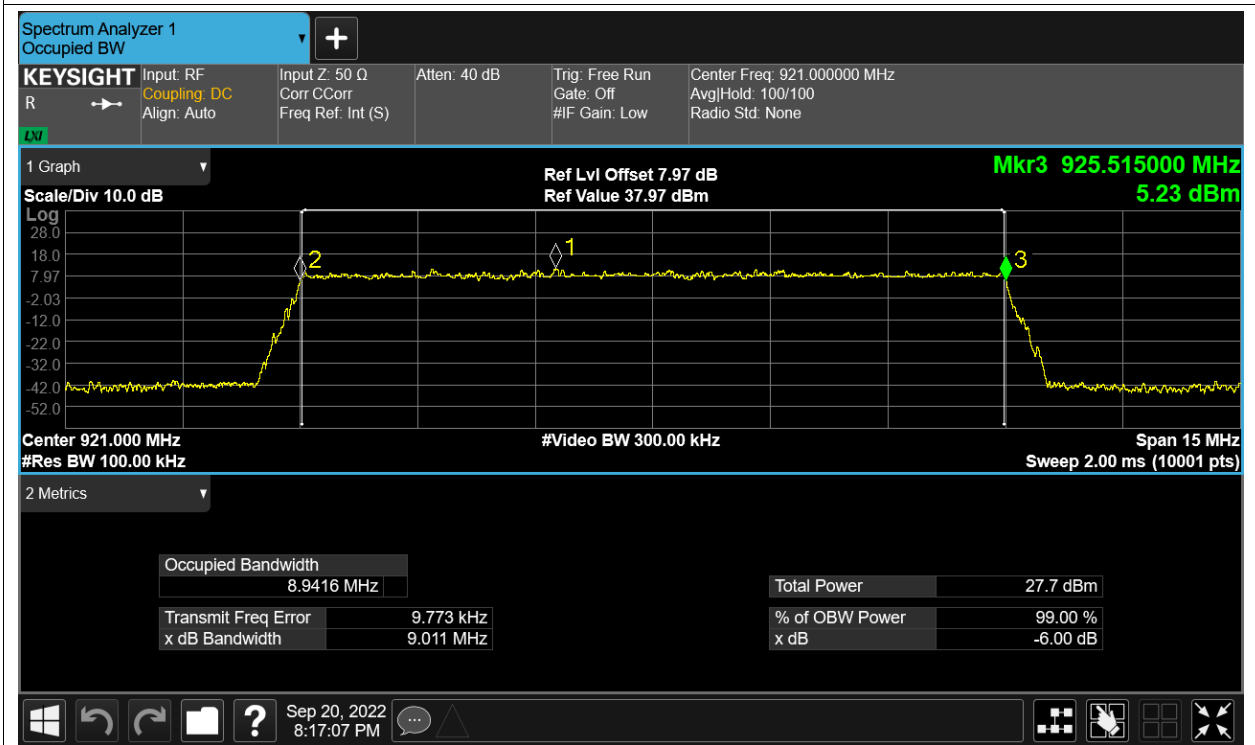 Spectrum Analyzer 1
Occupied BW
KEYSIGHT
R
LXI
Input: RF
Coupling: DC
Align: Auto
Input Z: 50 Ω
Corr CCorr
Freq Ref: Int (S)
Atten: 40 dB
Trig: Free Run
Gate: Off
#IF Gain: Low
Center Freq: 921.000000 MHz
Avg|Hold: 100/100
Radio Std: None
1 Graph
Scale/Div 10.0 dB
Ref Lvl Offset 7.97 dB
Ref Value 37.97 dBm
Mkr3 925.515000 MHz
5.23 dBm
Log
28.0
18.0
7.97
-2.03
-12.0
-22.0
-32.0
-42.0
-52.0
2
1
3
Center 921.000 MHz
#Res BW 100.00 kHz
#Video BW 300.00 kHz
Span 15 MHz
Sweep 2.00 ms (10001 pts)
2 Metrics
Occupied Bandwidth
8.9416 MHz
Transmit Freq Error 9.773 kHz
x dB Bandwidth 9.011 MHz
Total Power 27.7 dBm
% of OBW Power 99.00 %
x dB -6.00 dB
?
Sep 20, 2022
8:17:07 PM